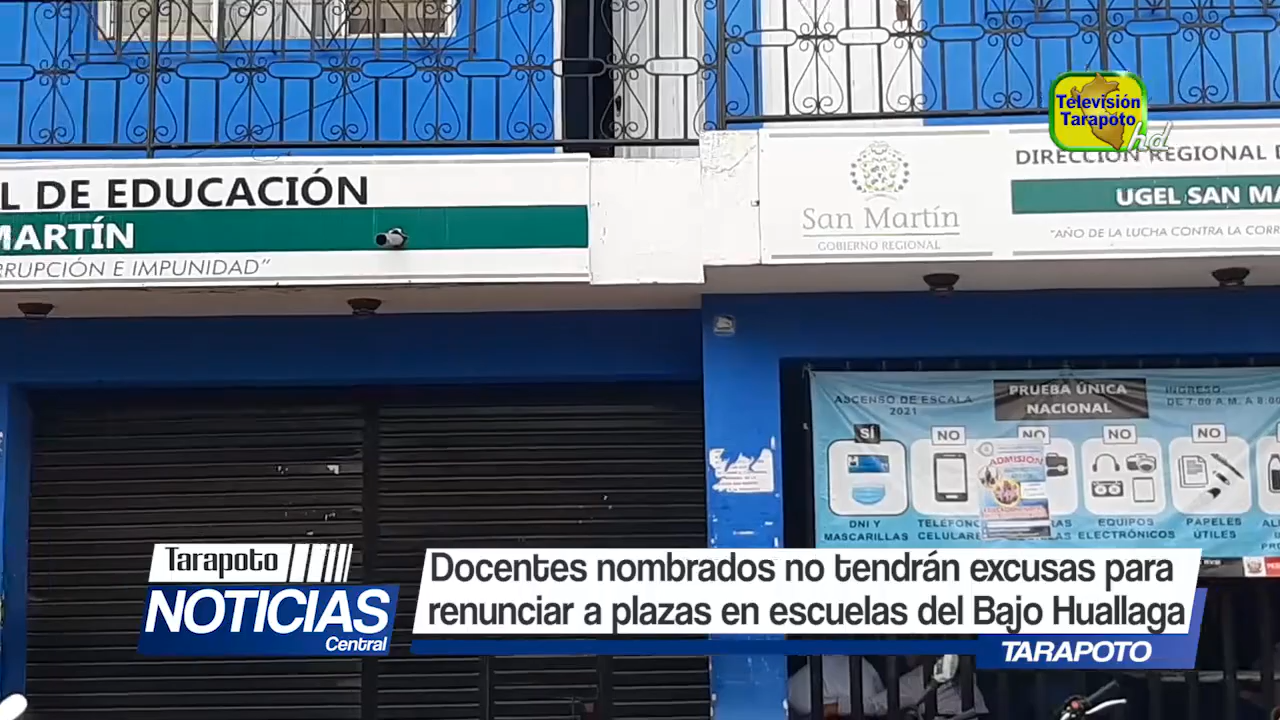 Televisión
Tarapoto
hd
L DE EDUCACIÓN
MARTÍN
RRUPCIÓN E IMPUNIDAD”
San Martín
GOBIERNO REGIONAL
DIRECCIÓN REGIONAL D
UGEL SAN MA
“AÑO DE LA LUCHA CONTRA LA CORR
ASCENSO DE ESCALA
2021
PRUEBA ÚNICA
NACIONAL
INGRESO
DE 7:00 A.M. A 8:0
SÍ
NO
NO
NO
NO
ADMISIÓN
DNI Y
MASCARILLAS
TELÉFONO
CELULARE
EQUIPOS
ELECTRÓNICOS
PAPELES
ÚTILES
Tarapoto
NOTICIAS
Central
Docentes nombrados no tendrán excusas para
renunciar a plazas en escuelas del Bajo Huallaga
TARAPOTO